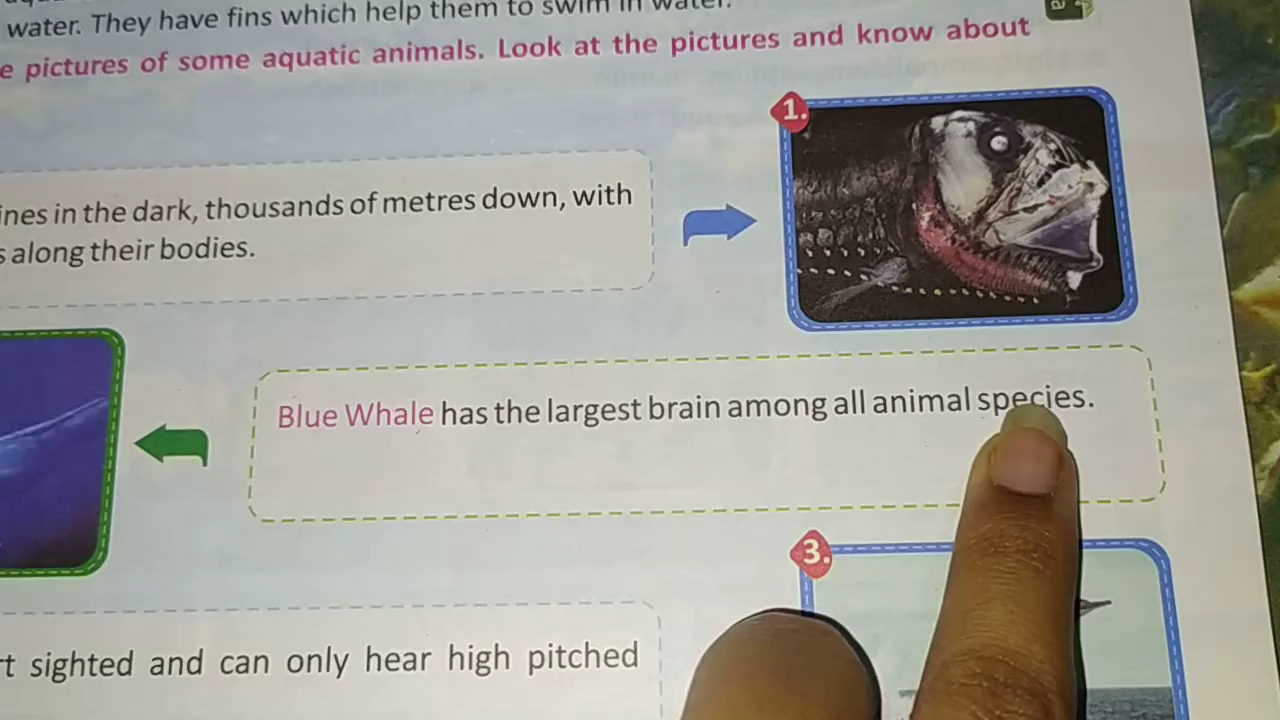 water. They have fins which help them to swim in water.
e pictures of some aquatic animals. Look at the pictures and know about
1.
ines in the dark, thousands of metres down, with
s along their bodies.
Blue Whale has the largest brain among all animal species.
3.
rt sighted and can only hear high pitched